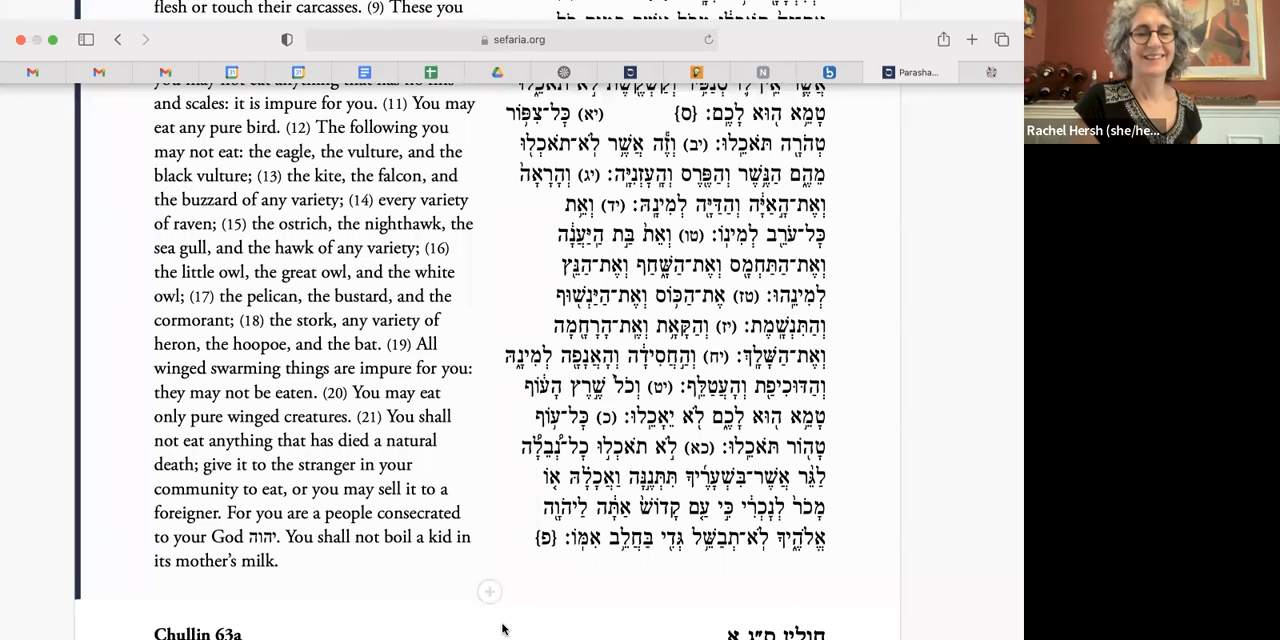 flesh or touch their carcasses. (9) These you
sefaria.org
Parasha...
and scales: it is impure for you. (11) You may
eat any pure bird. (12) The following you
may not eat: the eagle, the vulture, and the
black vulture; (13) the kite, the falcon, and
the buzzard of any variety; (14) every variety
of raven; (15) the ostrich, the nighthawk, the
sea gull, and the hawk of any variety; (16)
the little owl, the great owl, and the white
owl; (17) the pelican, the bustard, and the
cormorant; (18) the stork, any variety of
heron, the hoopoe, and the bat. (19) All
winged swarming things are impure for you:
they may not be eaten. (20) You may eat
only pure winged creatures. (21) You shall
not eat anything that has died a natural
death; give it to the stranger in your
community to eat, or you may sell it to a
foreigner. For you are a people consecrated
to your God יהוה. You shall not boil a kid in
its mother's milk.
טָמֵ֥א ה֖וּא לָכֶֽם׃ {ס} (יא) כׇּל־צִפּ֥וֹר
טְהֹרָ֖ה תֹּאכֵֽלוּ׃ (יב) וְזֶ֕ה אֲשֶׁ֥ר לֹֽא־תֹאכְל֖וּ
מֵהֶ֑ם הַנֶּ֥שֶׁר וְהַפֶּ֖רֶס וְהָֽעׇזְנִיָּֽה׃ (יג) וְהָרָאָה֙
וְאֶת־הָ֣אַיָּ֔ה וְהַדַּיָּ֖ה לְמִינָֽהּ׃ (יד) וְאֵ֥ת
כׇּל־עֹרֵ֖ב לְמִינֽוֹ׃ (טו) וְאֵת֙ בַּ֣ת הַֽיַּעֲנָ֔ה
וְאֶת־הַתַּחְמָ֖ס וְאֶת־הַשָּׁ֑חַף וְאֶת־הַנֵּ֖ץ
לְמִינֵֽהוּ׃ (טז) אֶת־הַכּ֥וֹס וְאֶת־הַיַּנְשׁ֖וּף
וְהַתִּנְשָֽׁמֶת׃ (יז) וְהַקָּאָ֥ת וְאֶֽת־הָרָחָ֖מָה
וְאֶת־הַשָּׁלָֽךְ׃ (יח) וְהַ֣חֲסִידָ֔ה וְהָאֲנָפָ֖ה לְמִינָ֑הּ
וְהַדּוּכִיפַ֖ת וְהָעֲטַלֵּֽף׃ (יט) וְכֹל֙ שֶׁ֣רֶץ הָע֔וֹף
טָמֵ֥א ה֖וּא לָכֶ֑ם לֹ֖א יֵאָכֵֽלוּ׃ (כ) כׇּל־ע֥וֹף
טָה֖וֹר תֹּאכֵֽלוּ׃ (כא) לֹ֣א תֹאכְל֣וּ כׇל־נְ֠בֵלָ֠ה
לַגֵּ֨ר אֲשֶׁר־בִּשְׁעָרֶ֜יךָ תִּתְּנֶ֣נָּה וַאֲכָלָ֗הּ א֤וֹ
מָכֹר֙ לְנׇכְרִ֔י כִּ֣י עַ֤ם קָדוֹשׁ֙ אַתָּ֔ה לַיהֹוָ֖ה
אֱלֹהֶ֑יךָ לֹֽא־תְבַשֵּׁ֥ל גְּדִ֖י בַּחֲלֵ֥ב אִמּֽוֹ׃ {פ}
Chullin 63a
חולין ס״ג א
Rachel Hersh (she/he...